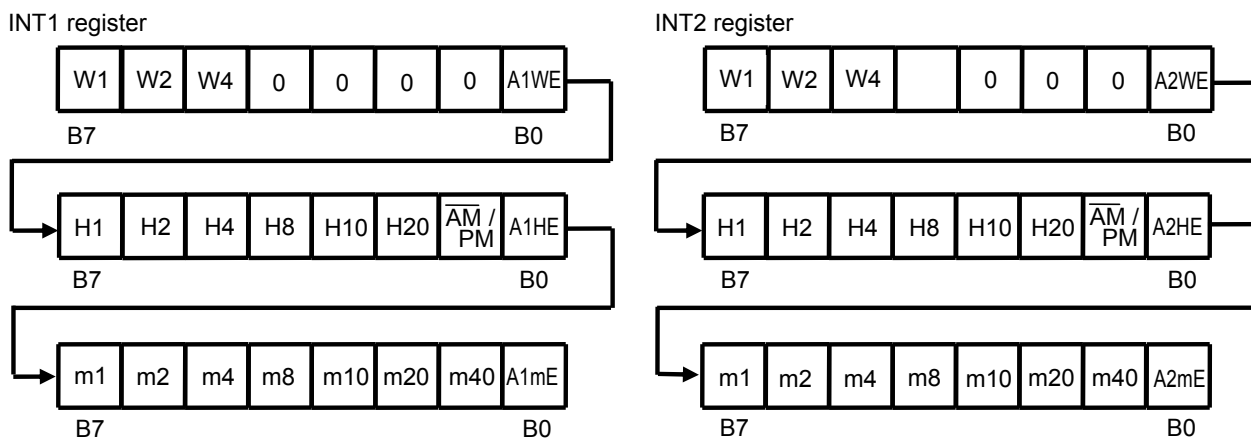 INT1 register
W1 W2 W4 0 0 0 0 A1WE
B7 B0
H1 H2 H4 H8 H10 H20 AM / PM A1HE
B7 B0
m1 m2 m4 m8 m10 m20 m40 A1mE
B7 B0
INT2 register
W1 W2 W4 0 0 0 A2WE
B7 B0
H1 H2 H4 H8 H10 H20 AM / PM A2HE
B7 B0
m1 m2 m4 m8 m10 m20 m40 A2mE
B7 B0